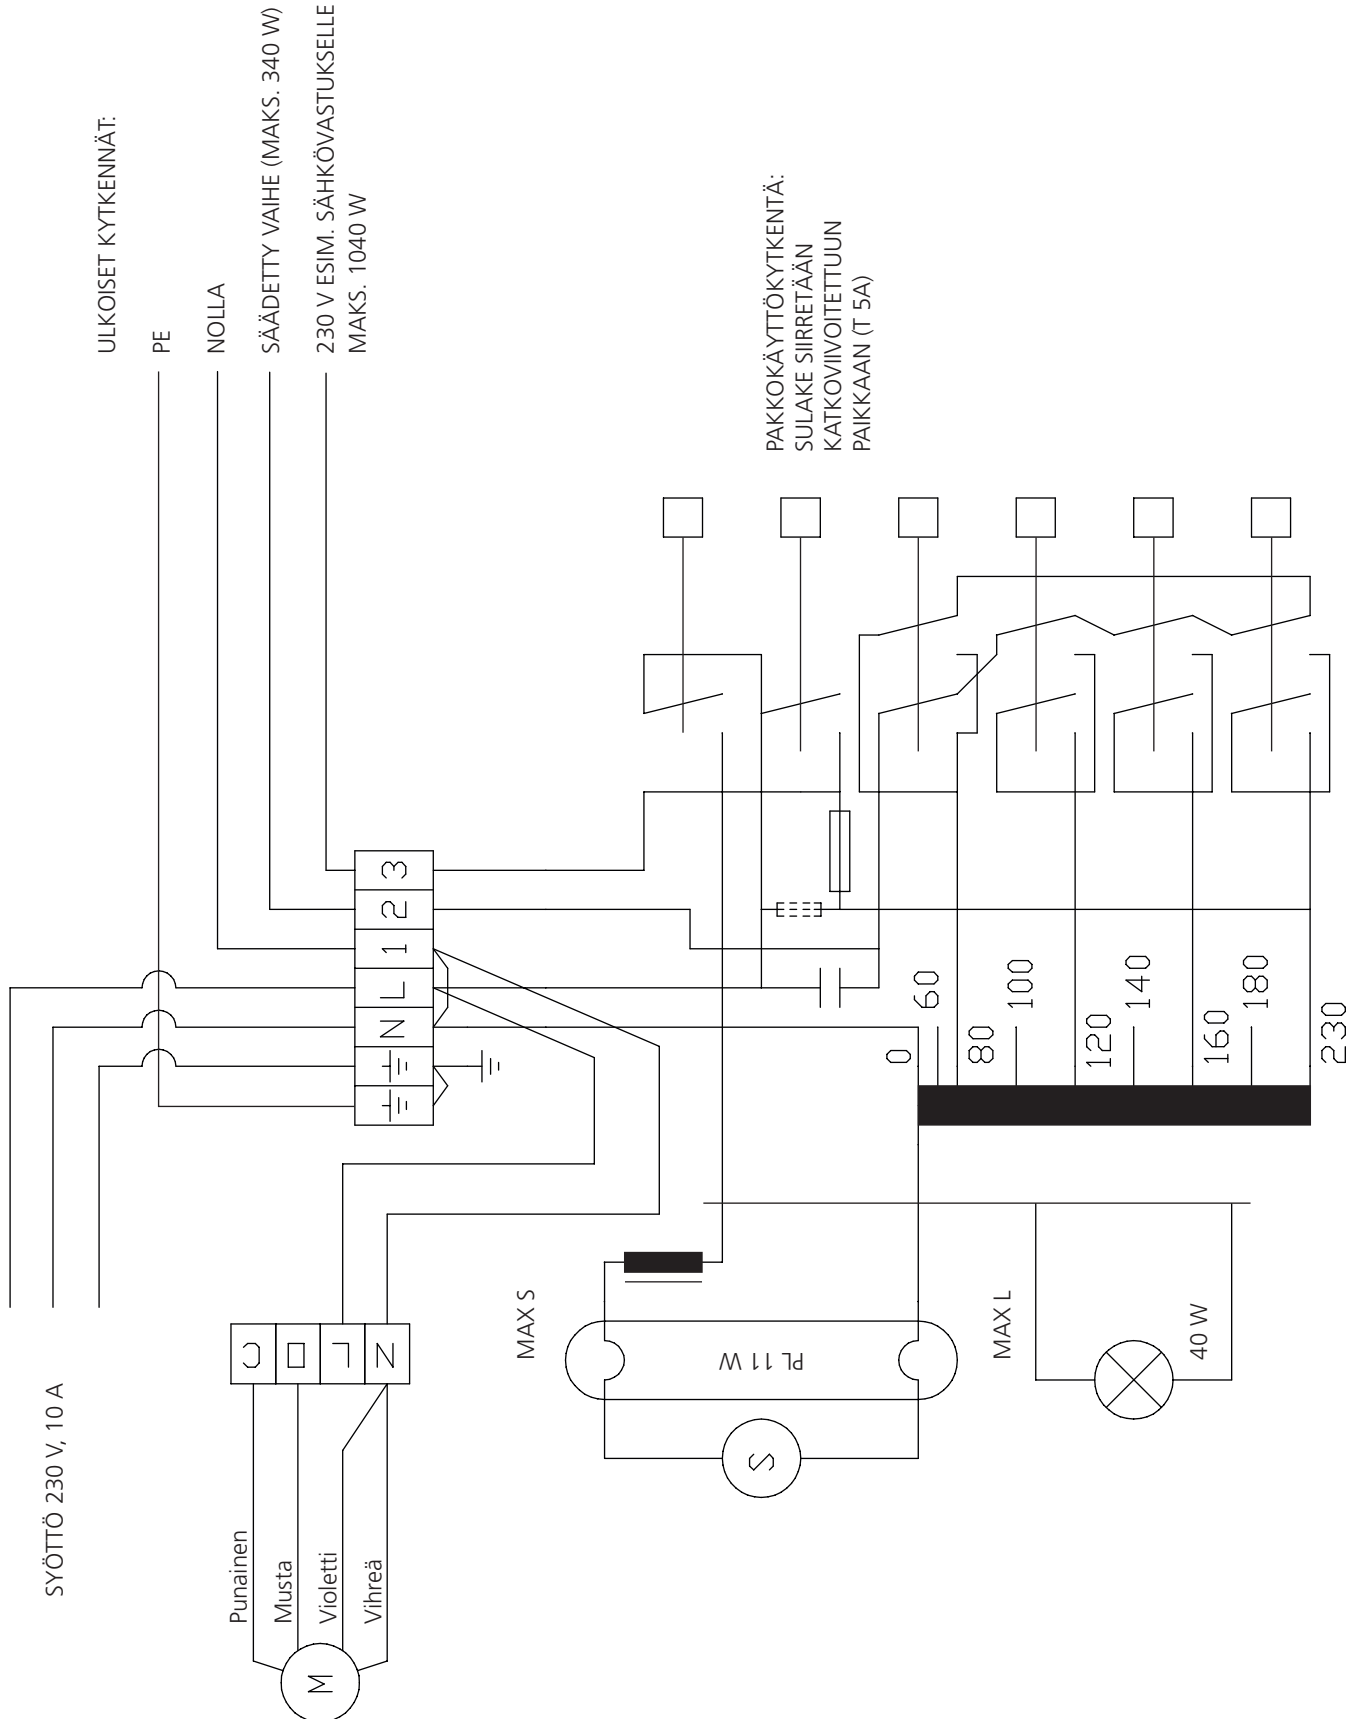 ULKOISET KYTKENNÄT:
PE
NOLLA
SÄÄDETTY VAIHE (MAKS. 340 W)
230 V ESIM. SÄHKÖVASTUKSELLE
MAKS. 1040 W
SYÖTTÖ 230 V, 10 A
N L 1 2 3
PAKKOKÄYTTÖKYTKENTÄ:
SULAKE SIIRRETÄÄN
KATKOVIIVOITETTUUN
PAIKKAAN (T 5A)
Punainen
Musta
Violetti
Vihreä
M
C
O
L
N
MAX S
PL 11 W
S
MAX L
40 W
0
60
80
100
120
140
160
180
230